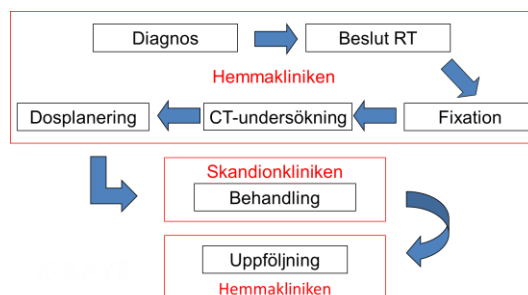 Diagnos
Beslut RT
Hemmakliniken
Dosplanering
CT-undersökning
Fixation
Skandionkliniken
Behandling
Uppföljning
Hemmakliniken